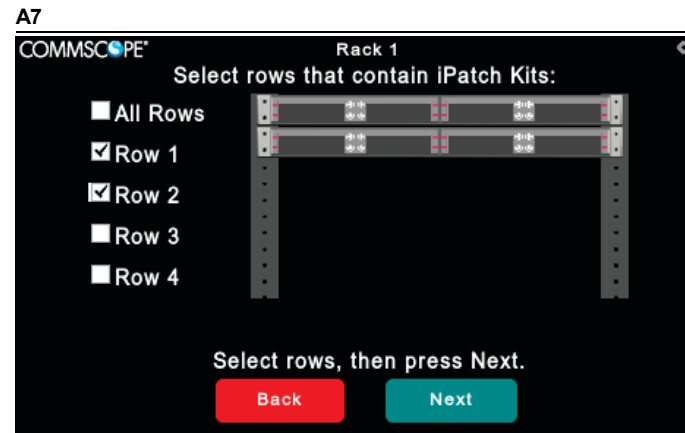 A7
COMMSCOPE®
Rack 1
Select rows that contain iPatch Kits:
All Rows
Row 1
Row 2
Row 3
Row 4
Select rows, then press Next.
Back
Next